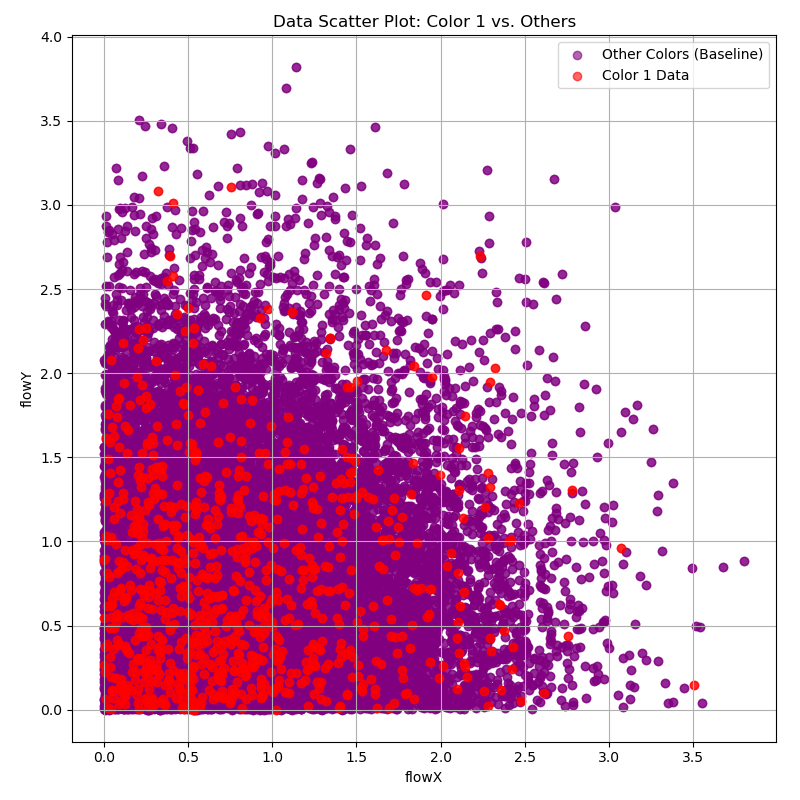 Data Scatter Plot: Color 1 vs. Others
Other Colors (Baseline)
Color 1 Data
4.0
3.5
3.0
2.5
2.0
1.5
1.0
0.5
0.0
flowY
0.0 0.5 1.0 1.5 2.0 2.5 3.0 3.5
flowX